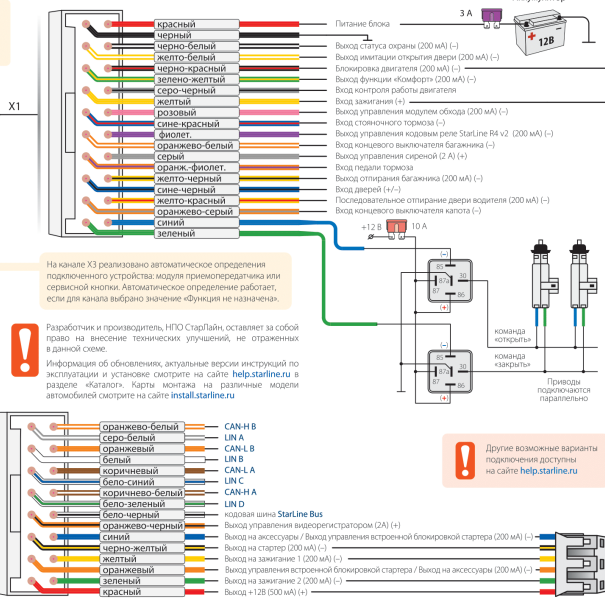 3 А
12В
X1
красный Питание блока
черный
черно-белый Выход статуса охраны (200 мА) (–)
желто-белый Выход имитации открытия двери (200 мА) (–)
черно-красный Блокировка двигателя (200 мА) (–)
зелено-желтый Выход функции «Комфорт» (200 мА) (–)
серо-черный Вход контроля работы двигателя
желтый Вход зажигания (+)
розовый Выход управления модулем обхода (200 мА) (–)
сине-красный Вход стояночного тормоза (–)
фиолет. Выход управления кодовым реле StarLine R4 v2 (200 мА) (–)
оранжево-белый Вход концевого выключателя багажника (–)
серый Выход управления сиреной (2 А) (+)
оранж.-фиолет. Вход педали тормоза
желто-черный Выход отпирания багажника (200 мА) (–)
сине-черный Вход дверей (+/–)
желто-красный Последовательное отпирание двери водителя (200 мА) (–)
оранжево-серый Вход концевого выключателя капота (–)
синий
зеленый
+12 В
10 А
(–)
85
30
87а
87
86
(+)
команда
«открыть»
(–)
85
30
87а
87
86
(+)
команда
«закрыть»
Приводы
подключаются
параллельно
На канале X3 реализовано автоматическое определения
подключенного устройства: модуля приемопередатчика или
сервисной кнопки. Автоматическое определение работает,
если для канала выбрано значение «Функция не назначена».
Разработчик и производитель, НПО СтарЛайн, оставляет за собой
право на внесение технических улучшений, не отраженных
в данной схеме.
Информация об обновлениях, актуальные версии инструкций по
эксплуатации и установке смотрите на сайте help.starline.ru в
разделе «Каталог». Карты монтажа на различные модели
автомобилей смотрите на сайте install.starline.ru
Другие возможные варианты
подключения доступны
на сайте help.starline.ru
оранжево-белый CAN-H B
серо-белый LIN A
оранжевый CAN-L B
белый LIN B
коричневый CAN-L A
бело-синий LIN C
коричнево-белый CAN-H A
бело-зеленый LIN D
бело-черный кодовая шина StarLine Bus
оранжево-черный Выход управления видеорегистратором (2А) (+)
синий Выход на аксессуары / Выход управления встроенной блокировкой стартера (200 мА) (–)
черно-желтый Выход на стартер (200 мА) (–)
желтый Выход на зажигание 1 (200 мА) (–)
оранжевый Выход управления встроенной блокировкой стартера / Выход на аксессуары (200 мА) (–)
зеленый Выход на зажигание 2 (200 мА) (–)
красный Выход +12В (500 мА) (+)